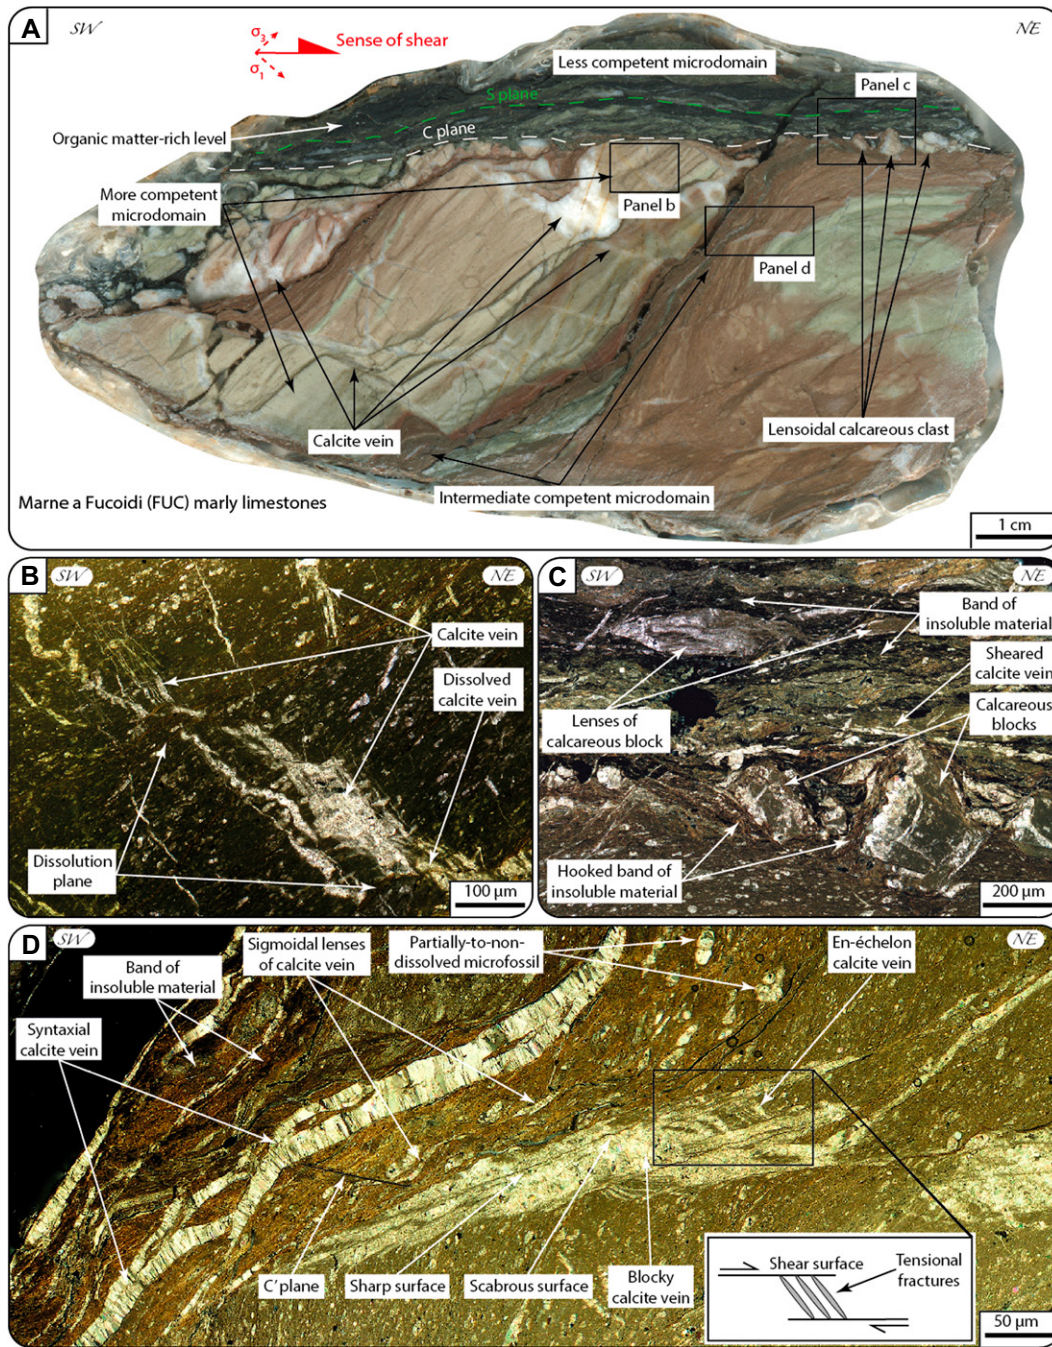 A
SW
NE
σ3
σ1
Sense of shear
Less competent microdomain
Panel c
S plane
Organic matter-rich level
C plane
More competent
microdomain
Panel b
Panel d
Calcite vein
Lensoidal calcareous clast
Intermediate competent microdomain
Marne a Fucoidi (FUC) marly limestones
1 cm
B
SW
NE
Calcite vein
Dissolved
calcite vein
Dissolution
plane
100 µm
C
SW
NE
Band of
insoluble material
Sheared
calcite vein
Lenses of
calcareous block
Calcareous
blocks
Hooked band of
insoluble material
200 µm
D
SW
NE
Band of
insoluble material
Sigmoidal lenses
of calcite vein
Partially-to-non-
dissolved microfossil
En-échelon
calcite vein
Syntaxial
calcite vein
C' plane
Sharp surface
Scabrous surface
Blocky
calcite vein
Shear surface
Tensional
fractures
50 µm